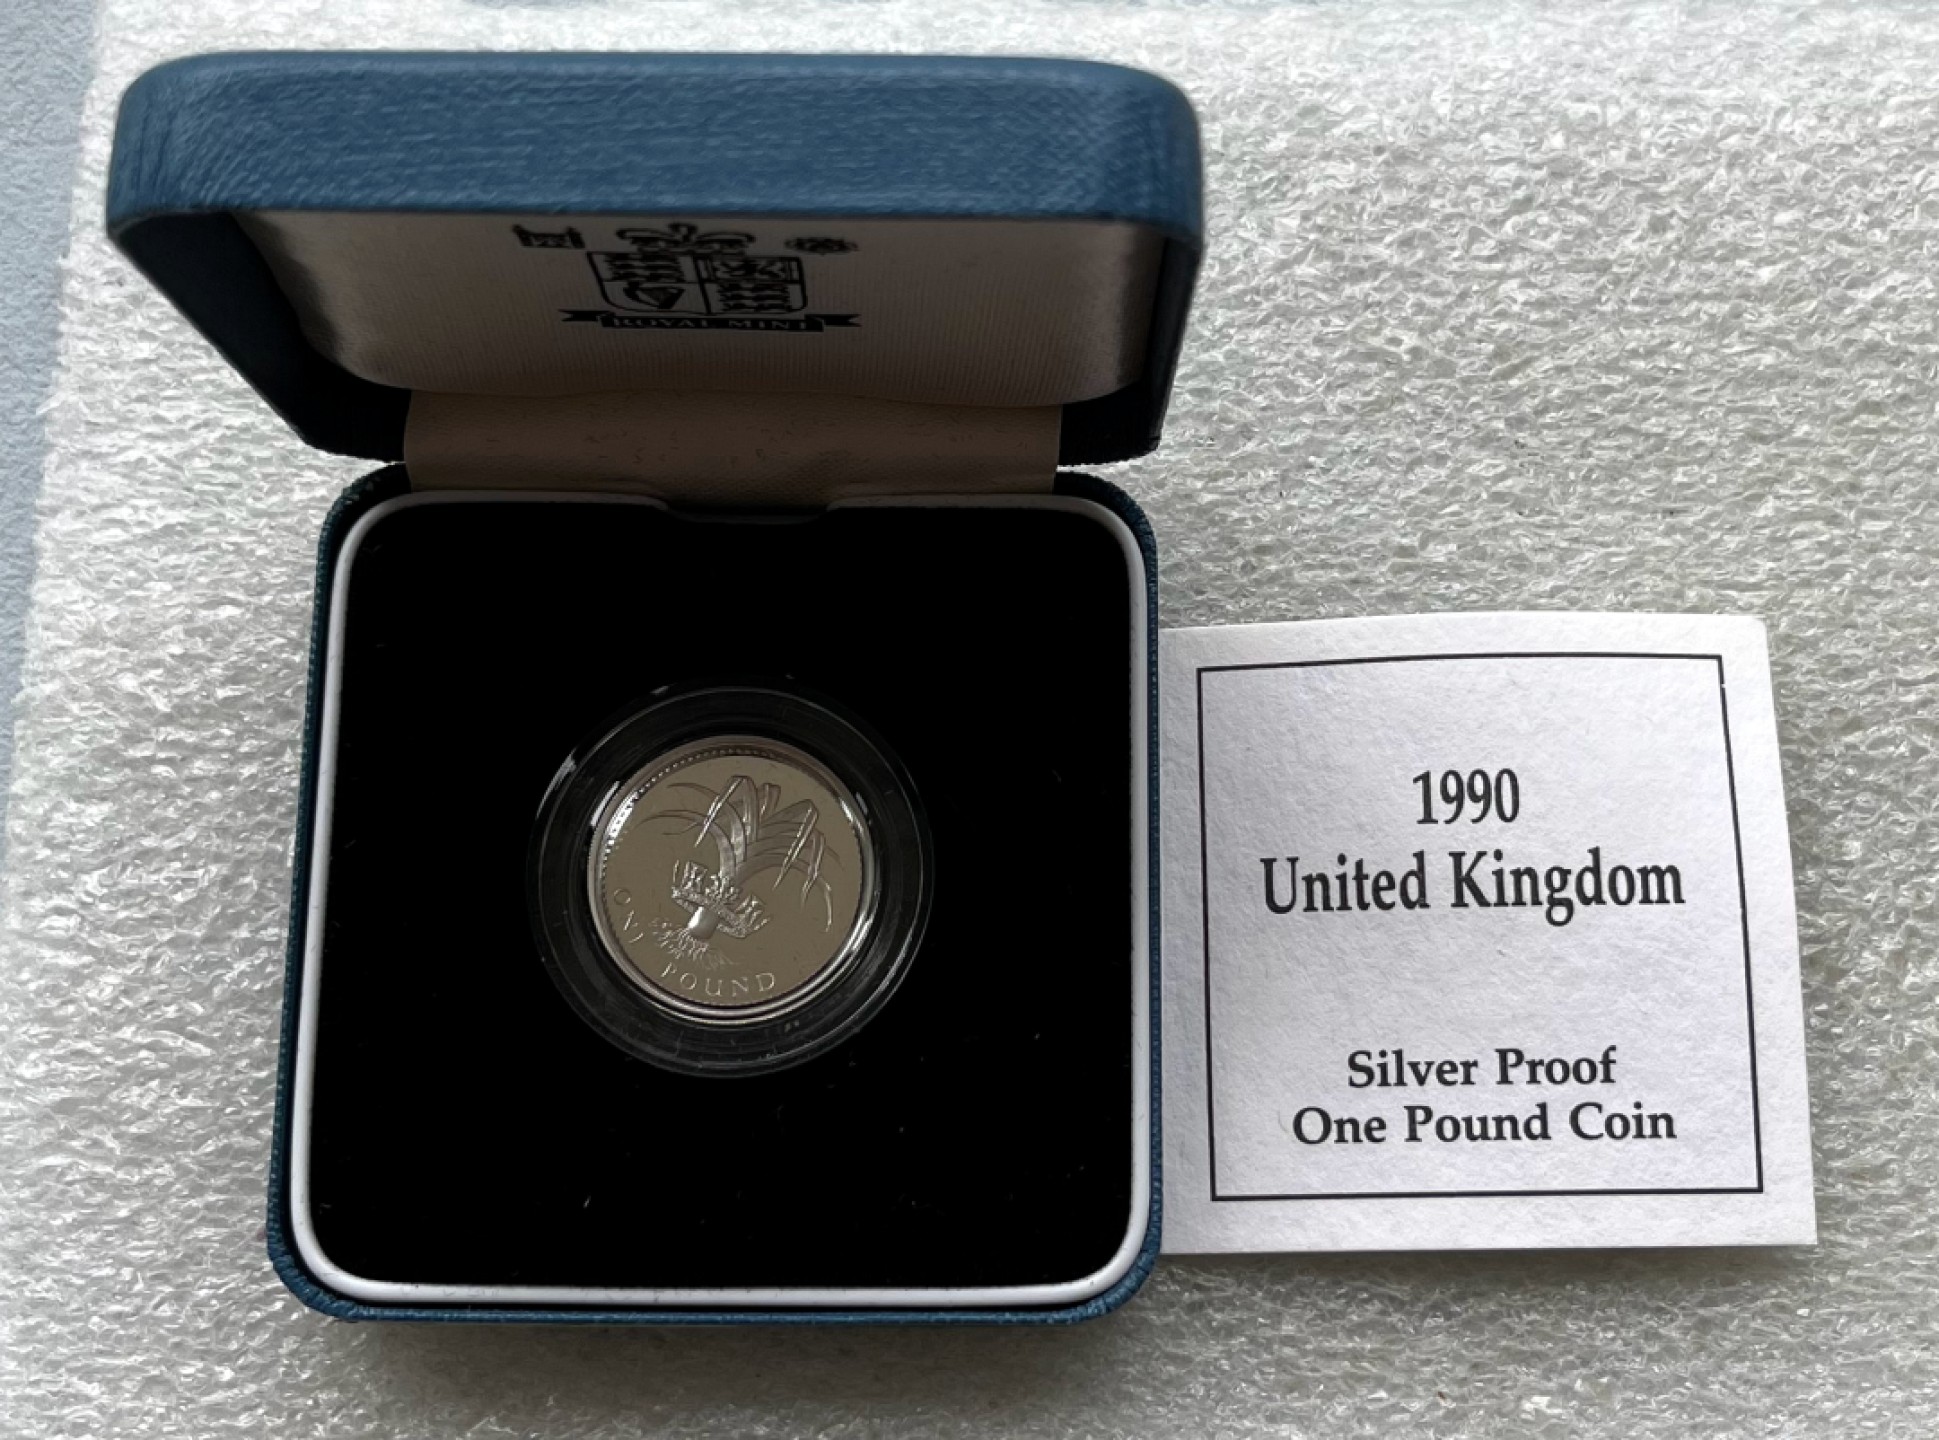 ROYAL MINT
ONE
POUND
1990
United Kingdom
Silver Proof
One Pound Coin